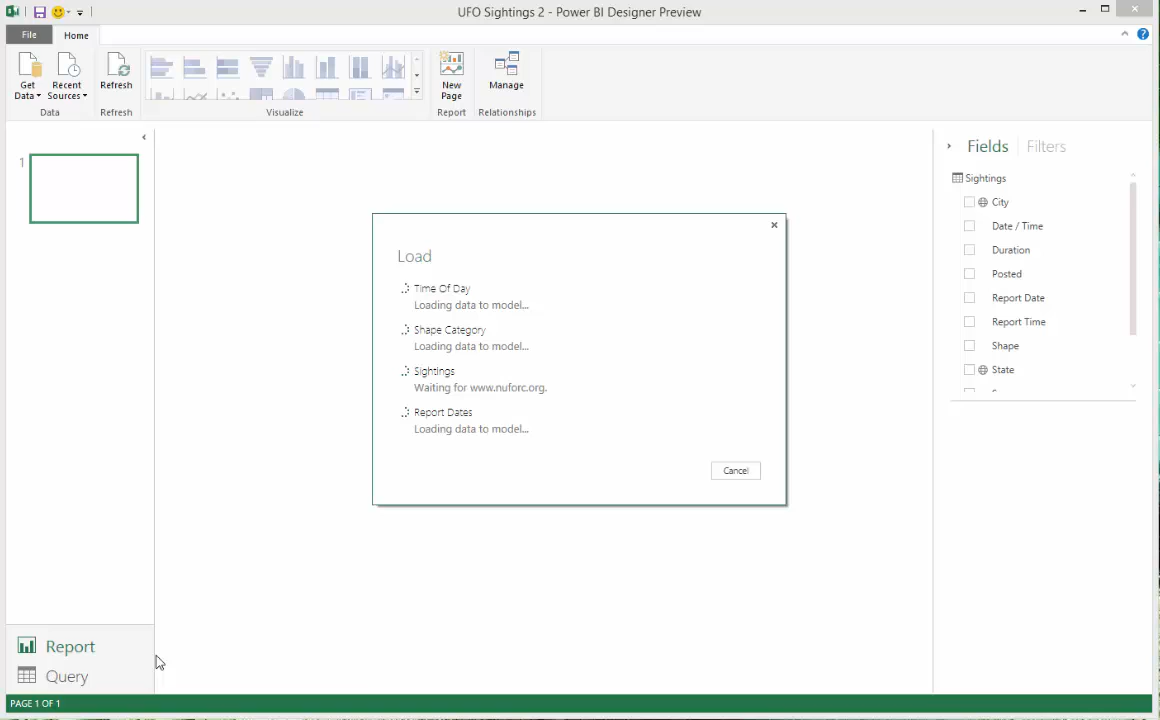 UFO Sightings 2 - Power BI Designer Preview
File
Home
Get Data
Recent Sources
Refresh
New Page
Manage
Data
Refresh
Visualize
Report
Relationships
1
Fields
Filters
Sightings
City
Date / Time
Duration
Posted
Report Date
Report Time
Shape
State
Load
Time Of Day
Loading data to model...
Shape Category
Loading data to model...
Sightings
Waiting for www.nuforc.org.
Report Dates
Loading data to model...
Cancel
Report
Query
PAGE 1 OF 1